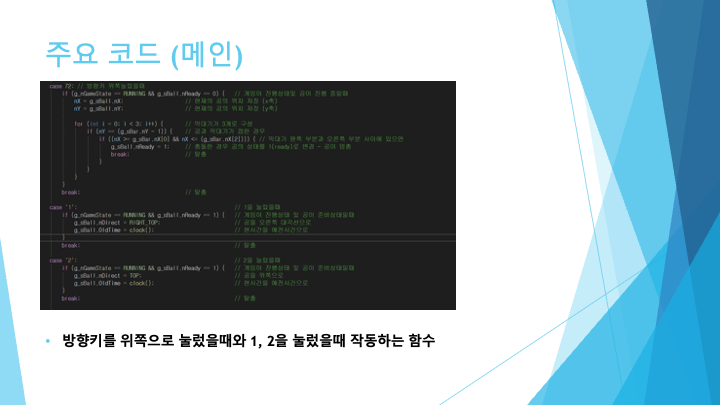 주요 코드 (메인)
case 72: // 방향키 위쪽눌렀을때
if (g_nGameState == RUNNING && g_sBall.nReady == 0) { // 게임이 진행상태 및 공이 진행 중일때
nX = g_sBall.nX; // 현재의 공의 위치 저장 (x축)
nY = g_sBall.nY; // 현재의 공의 위치 저장 (y축)
for (int i = 0; i < 3; i++) { // 막대기가 3개로 구성
if (nY == (g_sBar.nY - 1)) { // 공과 막대기가 접한 경우
if ((nX >= g_sBar.nX[0] && nX <= (g_sBar.nX[2]))) { // 막대기 왼쪽 부분과 오른쪽 부분 사이에 있으면
g_sBall.nReady = 1; // 충돌한 경우 공의 상태를 1(ready)로 변경 - 공이 멈춤
break; // 탈출
}
}
}
}
break; // 탈출
case '1': // 1을 눌렀을때
if (g_nGameState == RUNNING && g_sBall.nReady == 1) { // 게임이 진행상태 및 공이 준비상태일때
g_sBall.nDirect = RIGHT_TOP; // 공을 오른쪽 대각선으로
g_sBall.OldTime = clock(); // 현시간을 예전시간으로
}
break; // 탈출
case '2': // 2을 눌렀을때
if (g_nGameState == RUNNING && g_sBall.nReady == 1) { // 게임이 진행상태 및 공이 준비상태일때
g_sBall.nDirect = TOP; // 공을 위쪽으로
g_sBall.OldTime = clock(); // 현시간을 예전시간으로
}
break; // 탈출
• 방향키를 위쪽으로 눌렀을때와 1, 2을 눌렀을때 작동하는 함수